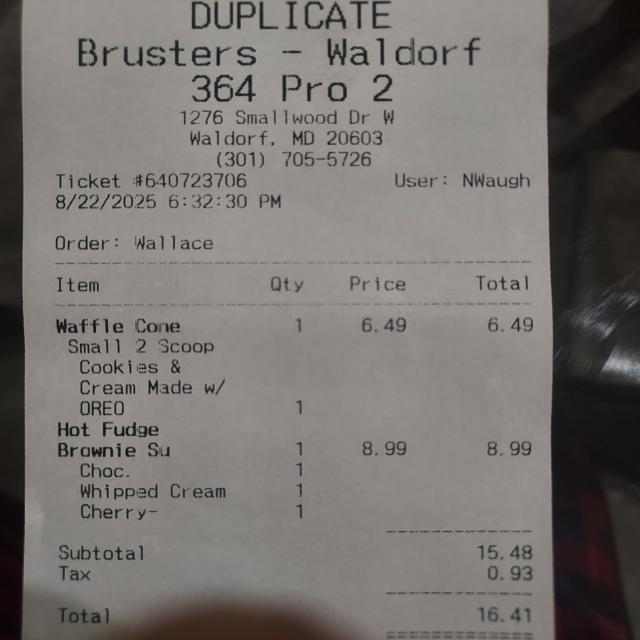 DUPLICATE
Brusters - Waldorf
364 Pro 2
1276 Smallwood Dr W
Waldorf, MD 20603
(301) 705-5726
Ticket #640723706 User: NWaugh
8/22/2025 6:32:30 PM
Order: Wallace
Item Qty Price Total
Waffle Cone 1 6.49 6.49
Small 2 Scoop
Cookies &
Cream Made w/
OREO 1
Hot Fudge
Brownie Su 1 8.99 8.99
Choc. 1
Whipped Cream 1
Cherry- 1
Subtotal 15.48
Tax 0.93
Total 16.41